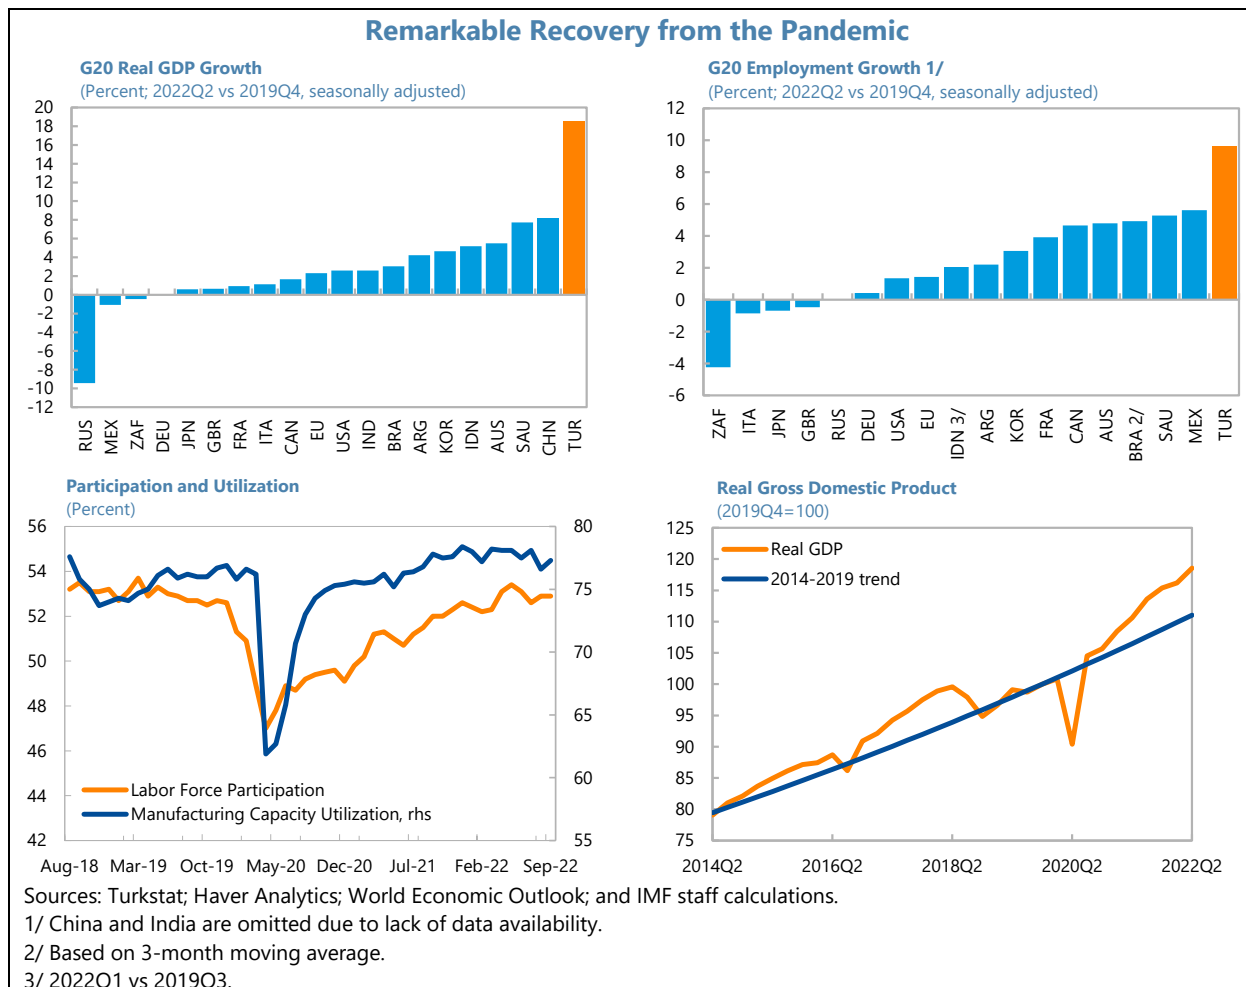 Remarkable Recovery from the Pandemic
G20 Real GDP Growth
(Percent; 2022Q2 vs 2019Q4, seasonally adjusted)
20
18
16
14
12
10
8
6
4
2
0
-2
-4
-6
-8
-10
-12
RUS
MEX
ZAF
DEU
JPN
GBR
FRA
ITA
CAN
EU
USA
IND
BRA
ARG
KOR
IDN
AUS
SAU
CHN
TUR
G20 Employment Growth 1/
(Percent; 2022Q2 vs 2019Q4, seasonally adjusted)
12
10
8
6
4
2
0
-2
-4
-6
ZAF
ITA
JPN
GBR
RUS
DEU
USA
EU
IDN 3/
ARG
KOR
FRA
CAN
AUS
BRA 2/
SAU
MEX
TUR
Participation and Utilization
(Percent)
56
54
52
50
48
46
44
42
80
75
70
65
60
55
Labor Force Participation
Manufacturing Capacity Utilization, rhs
Aug-18 Mar-19 Oct-19 May-20 Dec-20 Jul-21 Feb-22 Sep-22
Real Gross Domestic Product
(2019Q4=100)
125
120
115
110
105
100
95
90
85
80
75
Real GDP
2014-2019 trend
2014Q2 2016Q2 2018Q2 2020Q2 2022Q2
Sources: Turkstat; Haver Analytics; World Economic Outlook; and IMF staff calculations.
1/ China and India are omitted due to lack of data availability.
2/ Based on 3-month moving average.
3/ 2022Q1 vs 2019Q3.